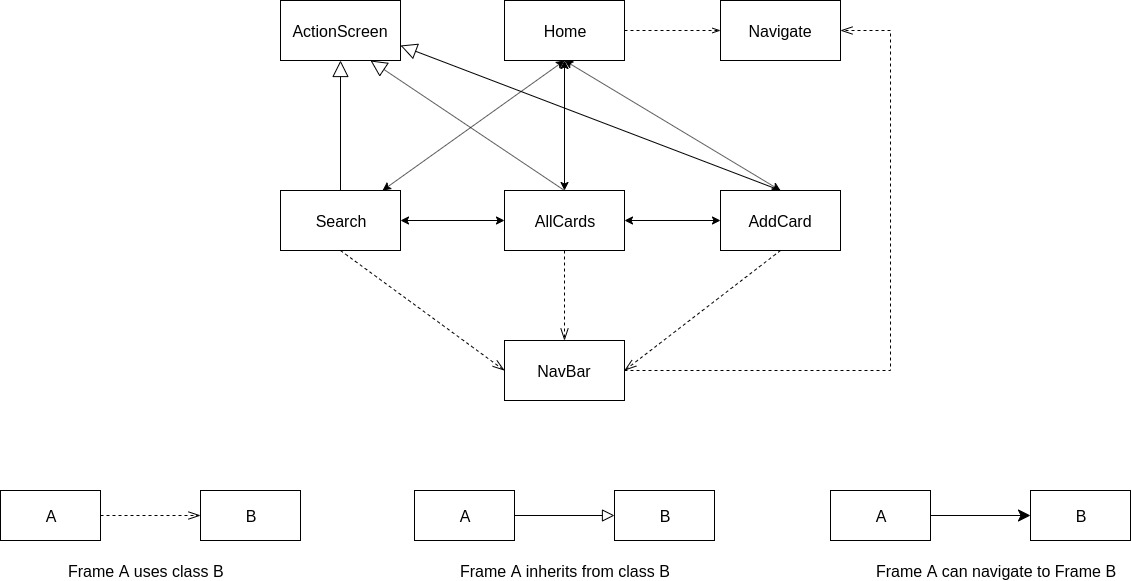 ActionScreen
Home
Navigate
Search
AllCards
AddCard
NavBar
A
B
A
B
A
B
Frame A uses class B
Frame A inherits from class B
Frame A can navigate to Frame B